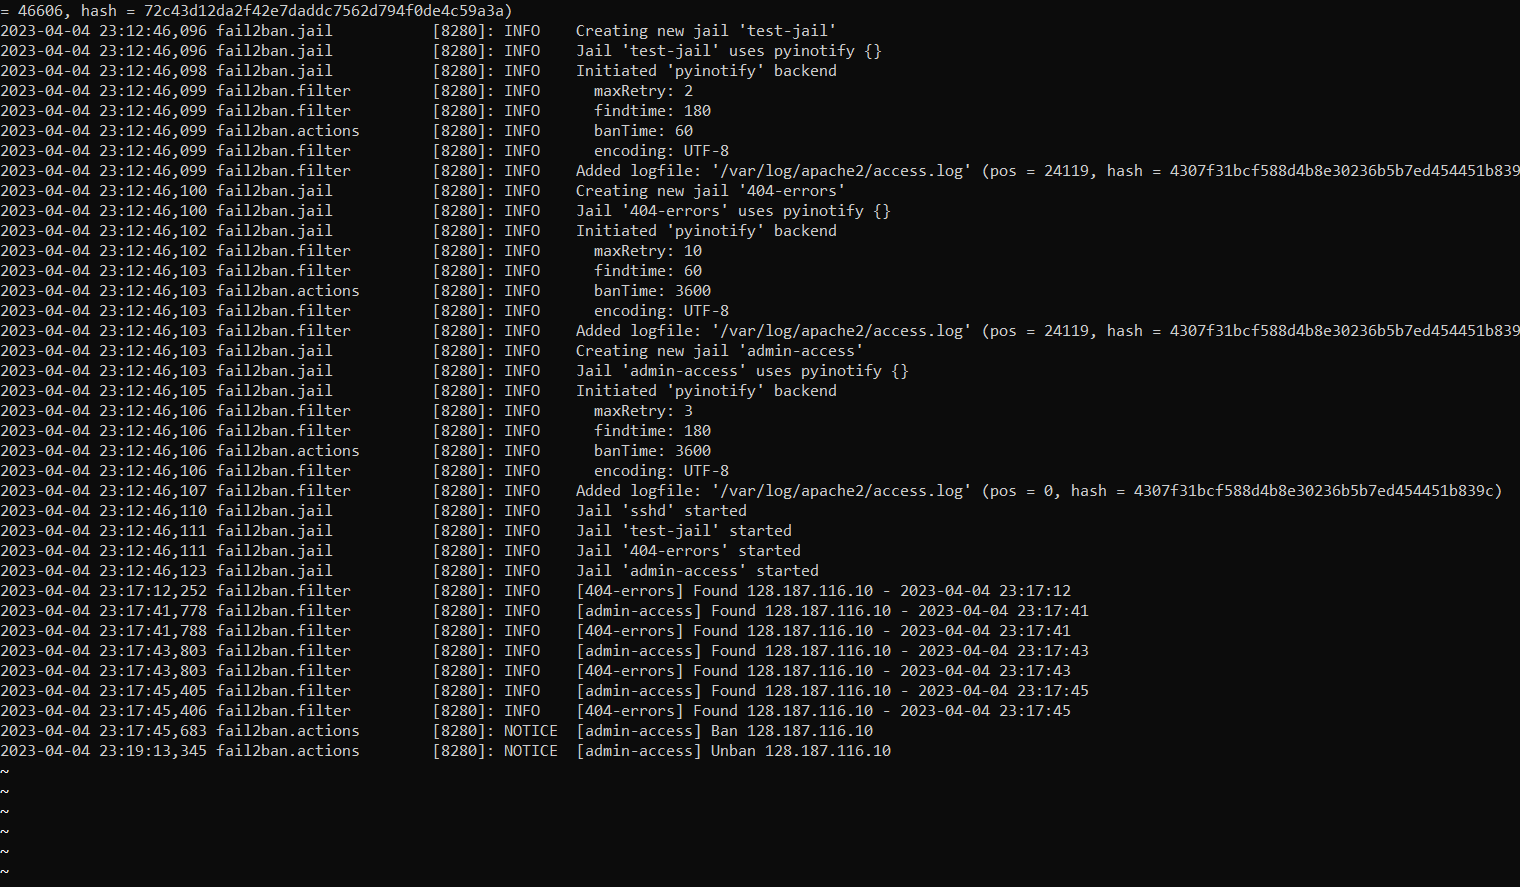 = 46606, hash = 72c43d12da2f42e7daddc7562d794f0de4c59a3a)
2023-04-04 23:12:46,096 fail2ban.jail           [8280]: INFO    Creating new jail 'test-jail'
2023-04-04 23:12:46,096 fail2ban.jail           [8280]: INFO    Jail 'test-jail' uses pyinotify {}
2023-04-04 23:12:46,098 fail2ban.jail           [8280]: INFO    Initiated 'pyinotify' backend
2023-04-04 23:12:46,099 fail2ban.filter         [8280]: INFO      maxRetry: 2
2023-04-04 23:12:46,099 fail2ban.filter         [8280]: INFO      findtime: 180
2023-04-04 23:12:46,099 fail2ban.actions        [8280]: INFO      banTime: 60
2023-04-04 23:12:46,099 fail2ban.filter         [8280]: INFO      encoding: UTF-8
2023-04-04 23:12:46,099 fail2ban.filter         [8280]: INFO    Added logfile: '/var/log/apache2/access.log' (pos = 24119, hash = 4307f31bcf588d4b8e30236b5b7ed454451b839
2023-04-04 23:12:46,100 fail2ban.jail           [8280]: INFO    Creating new jail '404-errors'
2023-04-04 23:12:46,100 fail2ban.jail           [8280]: INFO    Jail '404-errors' uses pyinotify {}
2023-04-04 23:12:46,102 fail2ban.jail           [8280]: INFO    Initiated 'pyinotify' backend
2023-04-04 23:12:46,102 fail2ban.filter         [8280]: INFO      maxRetry: 10
2023-04-04 23:12:46,103 fail2ban.filter         [8280]: INFO      findtime: 60
2023-04-04 23:12:46,103 fail2ban.actions        [8280]: INFO      banTime: 3600
2023-04-04 23:12:46,103 fail2ban.filter         [8280]: INFO      encoding: UTF-8
2023-04-04 23:12:46,103 fail2ban.filter         [8280]: INFO    Added logfile: '/var/log/apache2/access.log' (pos = 24119, hash = 4307f31bcf588d4b8e30236b5b7ed454451b839
2023-04-04 23:12:46,103 fail2ban.jail           [8280]: INFO    Creating new jail 'admin-access'
2023-04-04 23:12:46,103 fail2ban.jail           [8280]: INFO    Jail 'admin-access' uses pyinotify {}
2023-04-04 23:12:46,105 fail2ban.jail           [8280]: INFO    Initiated 'pyinotify' backend
2023-04-04 23:12:46,106 fail2ban.filter         [8280]: INFO      maxRetry: 3
2023-04-04 23:12:46,106 fail2ban.filter         [8280]: INFO      findtime: 180
2023-04-04 23:12:46,106 fail2ban.actions        [8280]: INFO      banTime: 3600
2023-04-04 23:12:46,106 fail2ban.filter         [8280]: INFO      encoding: UTF-8
2023-04-04 23:12:46,107 fail2ban.filter         [8280]: INFO    Added logfile: '/var/log/apache2/access.log' (pos = 0, hash = 4307f31bcf588d4b8e30236b5b7ed454451b839c)
2023-04-04 23:12:46,110 fail2ban.jail           [8280]: INFO    Jail 'sshd' started
2023-04-04 23:12:46,111 fail2ban.jail           [8280]: INFO    Jail 'test-jail' started
2023-04-04 23:12:46,111 fail2ban.jail           [8280]: INFO    Jail '404-errors' started
2023-04-04 23:12:46,123 fail2ban.jail           [8280]: INFO    Jail 'admin-access' started
2023-04-04 23:17:12,252 fail2ban.filter         [8280]: INFO    [404-errors] Found 128.187.116.10 - 2023-04-04 23:17:12
2023-04-04 23:17:41,778 fail2ban.filter         [8280]: INFO    [admin-access] Found 128.187.116.10 - 2023-04-04 23:17:41
2023-04-04 23:17:41,788 fail2ban.filter         [8280]: INFO    [404-errors] Found 128.187.116.10 - 2023-04-04 23:17:41
2023-04-04 23:17:43,803 fail2ban.filter         [8280]: INFO    [admin-access] Found 128.187.116.10 - 2023-04-04 23:17:43
2023-04-04 23:17:43,803 fail2ban.filter         [8280]: INFO    [404-errors] Found 128.187.116.10 - 2023-04-04 23:17:43
2023-04-04 23:17:45,405 fail2ban.filter         [8280]: INFO    [admin-access] Found 128.187.116.10 - 2023-04-04 23:17:45
2023-04-04 23:17:45,406 fail2ban.filter         [8280]: INFO    [404-errors] Found 128.187.116.10 - 2023-04-04 23:17:45
2023-04-04 23:17:45,683 fail2ban.actions        [8280]: NOTICE  [admin-access] Ban 128.187.116.10
2023-04-04 23:19:13,345 fail2ban.actions        [8280]: NOTICE  [admin-access] Unban 128.187.116.10
~
~
~
~
~
~